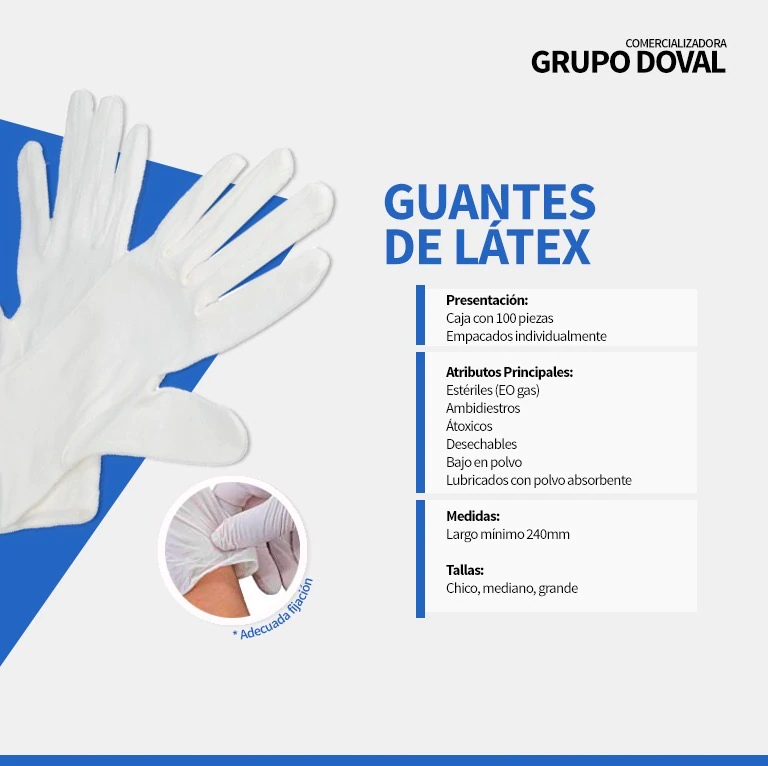 COMERCIALIZADORA
GRUPO DOVAL
GUANTES
DE LÁTEX
Presentación:
Caja con 100 piezas
Empacados individualmente
Atributos Principales:
Estériles (EO gas)
Ambidiestros
Átoxicos
Desechables
Bajo en polvo
Lubricados con polvo absorbente
Medidas:
Largo mínimo 240mm
Tallas:
Chico, mediano, grande
* Adecuada fijación